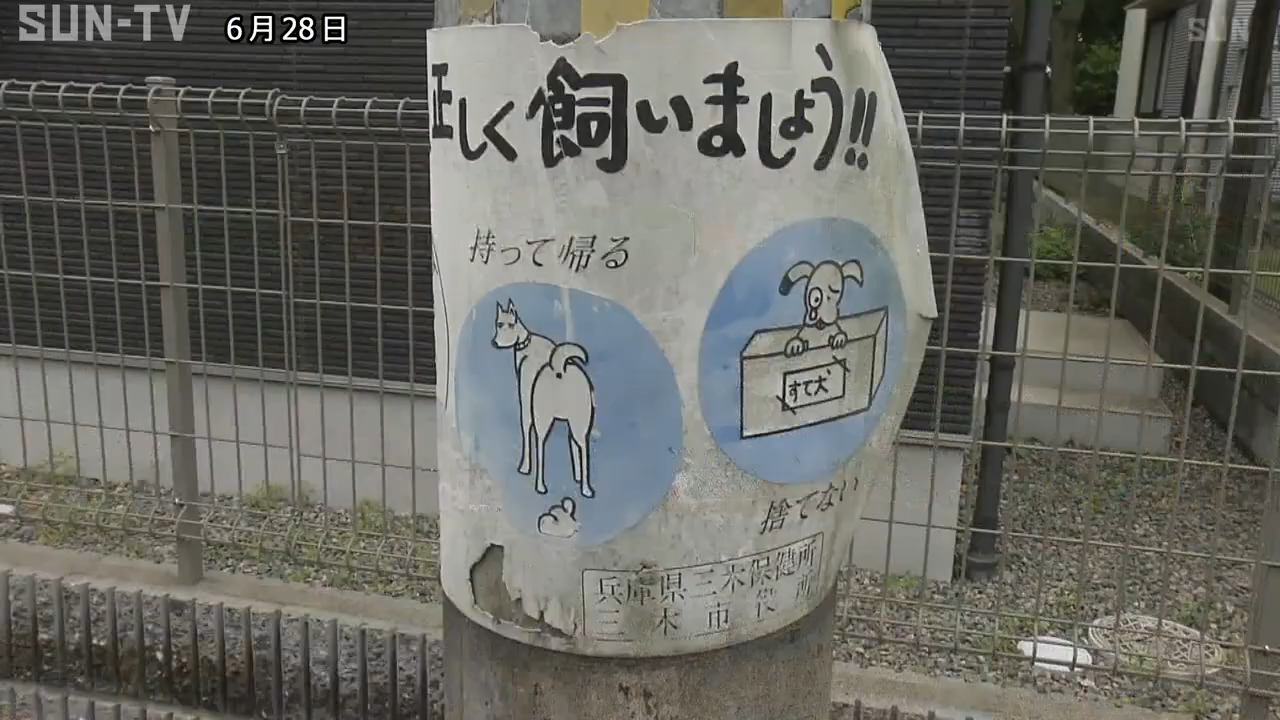 SUN-TV 6月28日
SUN
正しく飼いましょう!!
持って帰る
すて犬
捨てない
兵庫県三木保健所
三木市役所